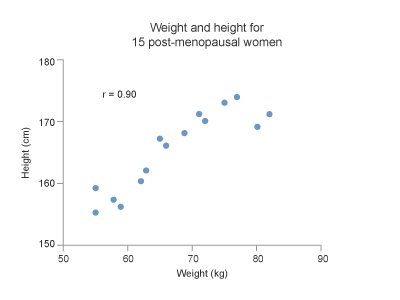 Weight and height for
15 post-menopausal women
180
r = 0.90
170
Height (cm)
160
150
50 60 70 80 90
Weight (kg)